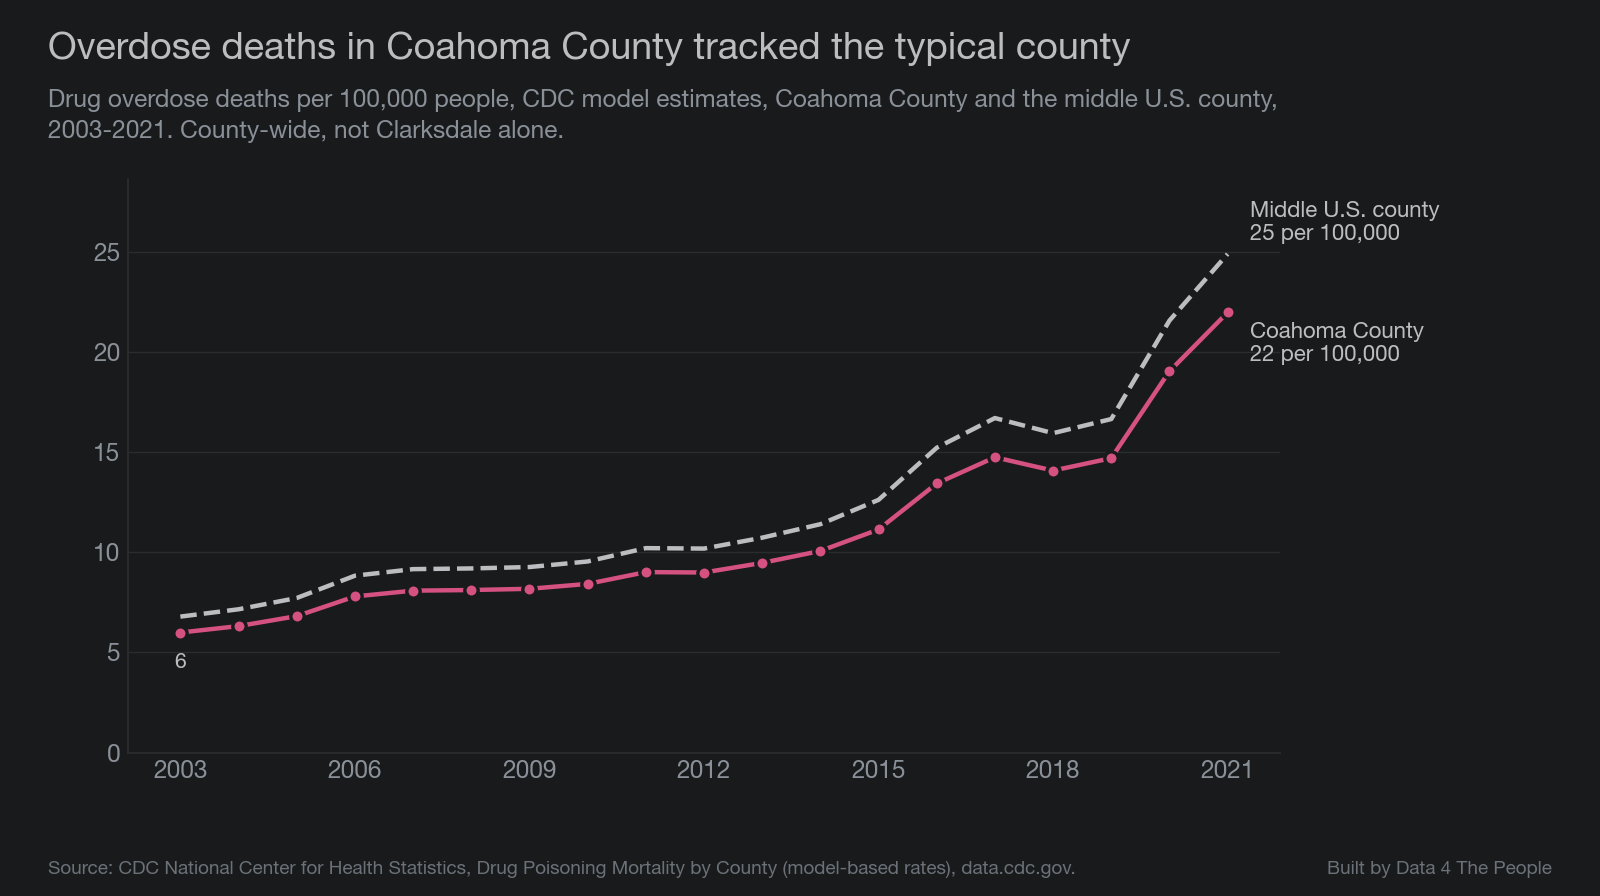 Overdose deaths in Coahoma County tracked the typical county
Drug overdose deaths per 100,000 people, CDC model estimates, Coahoma County and the middle U.S. county,
2003-2021. County-wide, not Clarksdale alone.
Middle U.S. county
25 per 100,000
Coahoma County
22 per 100,000
25
20
15
10
5
0
6
2003
2006
2009
2012
2015
2018
2021
Source: CDC National Center for Health Statistics, Drug Poisoning Mortality by County (model-based rates), data.cdc.gov.
Built by Data 4 The People